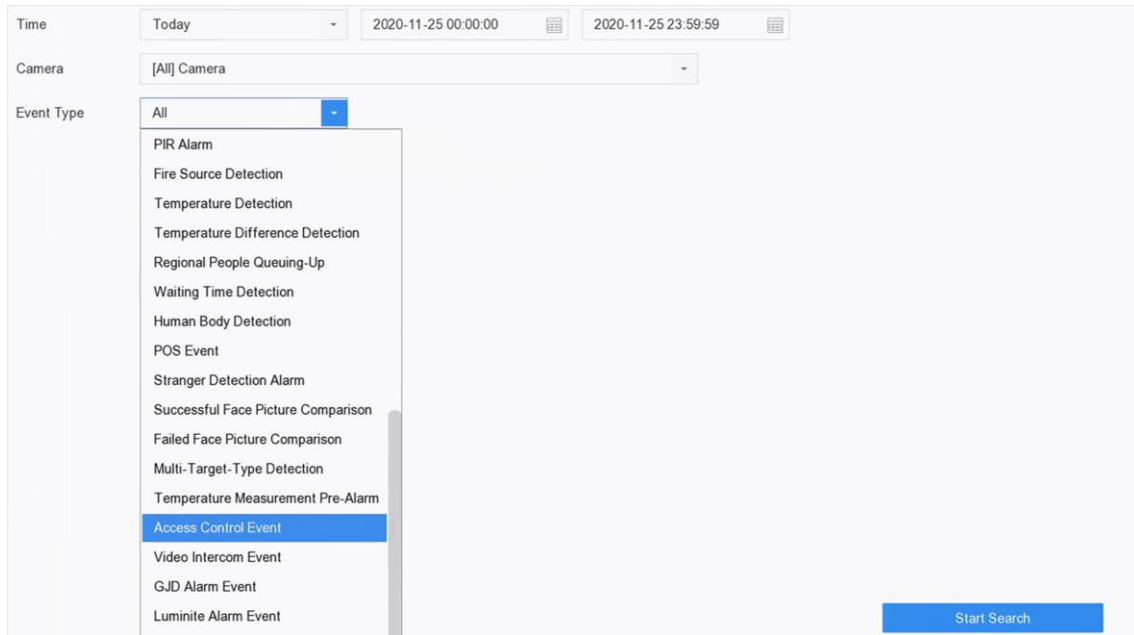 Time Today 2020-11-25 00:00:00 2020-11-25 23:59:59
Camera [All] Camera
Event Type All
PIR Alarm
Fire Source Detection
Temperature Detection
Temperature Difference Detection
Regional People Queuing-Up
Waiting Time Detection
Human Body Detection
POS Event
Stranger Detection Alarm
Successful Face Picture Comparison
Failed Face Picture Comparison
Multi-Target-Type Detection
Temperature Measurement Pre-Alarm
Access Control Event
Video Intercom Event
GJD Alarm Event
Luminite Alarm Event
Start Search